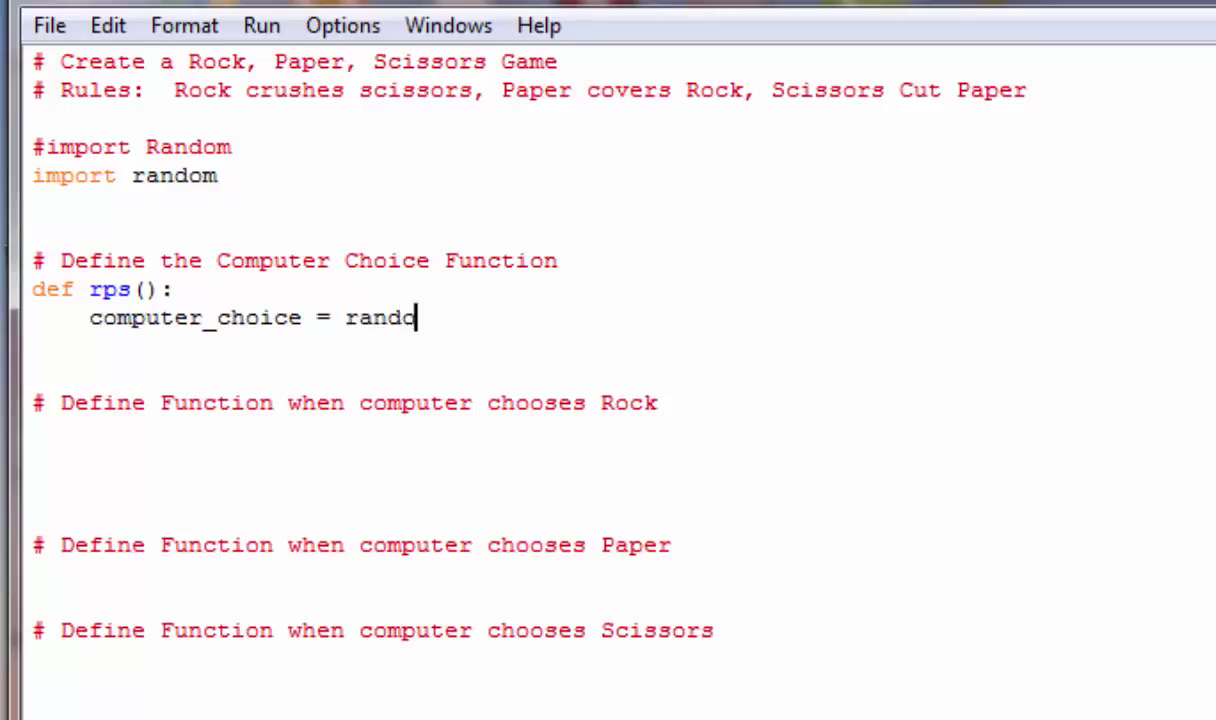 File Edit Format Run Options Windows Help
# Create a Rock, Paper, Scissors Game
# Rules:  Rock crushes scissors, Paper covers Rock, Scissors Cut Paper
#import Random
import random
# Define the Computer Choice Function
def rps():
    computer_choice = rando
# Define Function when computer chooses Rock
# Define Function when computer chooses Paper
# Define Function when computer chooses Scissors